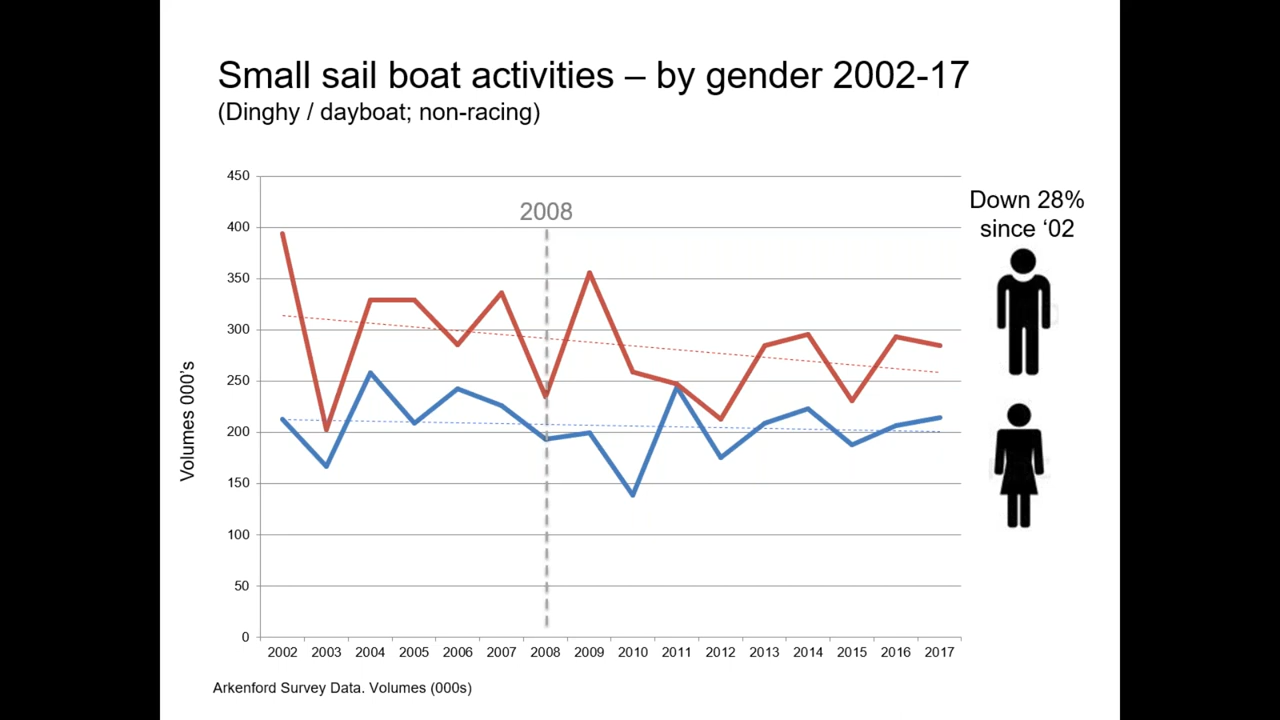 Small sail boat activities – by gender 2002-17
(Dinghy / dayboat; non-racing)
450
400
350
300
250
200
150
100
50
0
Volumes 000's
2008
Down 28%
since ‘02
2002 2003 2004 2005 2006 2007 2008 2009 2010 2011 2012 2013 2014 2015 2016 2017
Arkenford Survey Data. Volumes (000s)